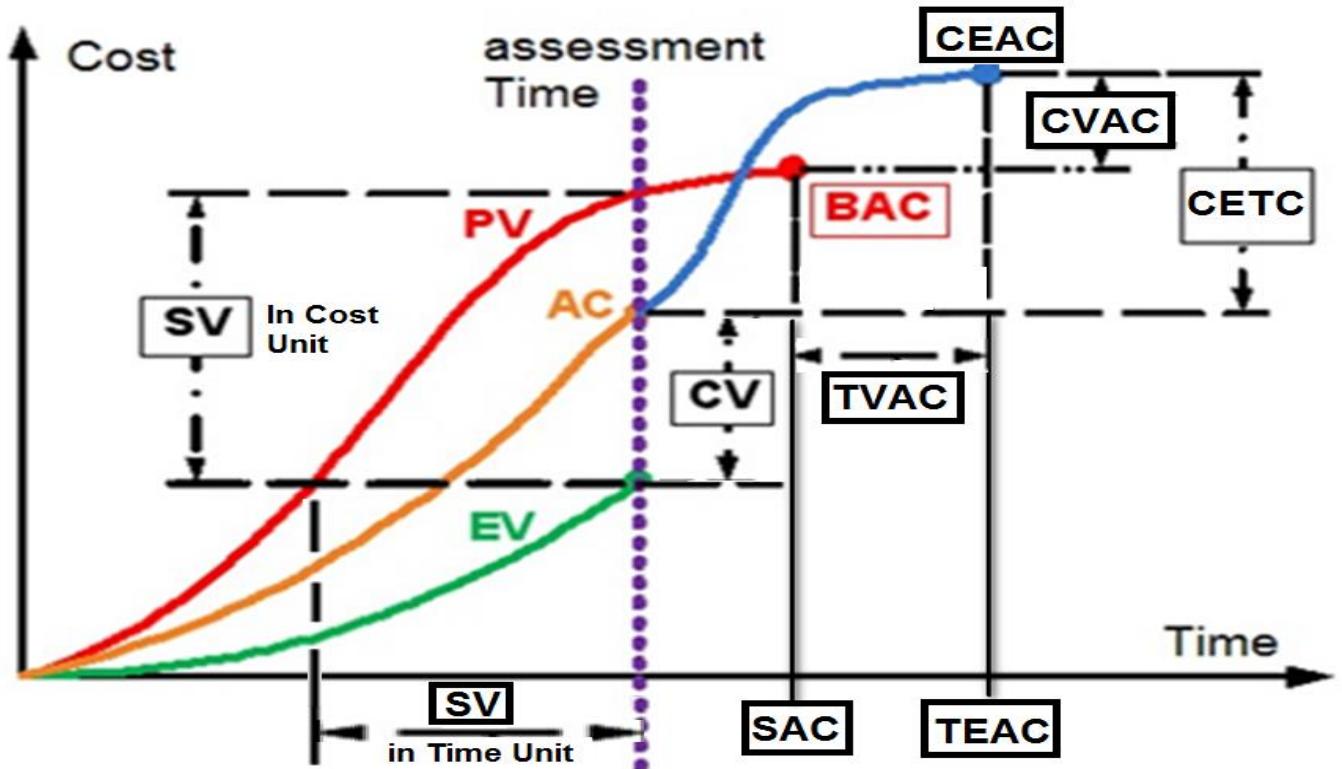 Cost
assessment
Time
CEAC
CVAC
PV
BAC
CETC
SV
In Cost
Unit
AC
CV
TVAC
EV
Time
SV
in Time Unit
SAC
TEAC